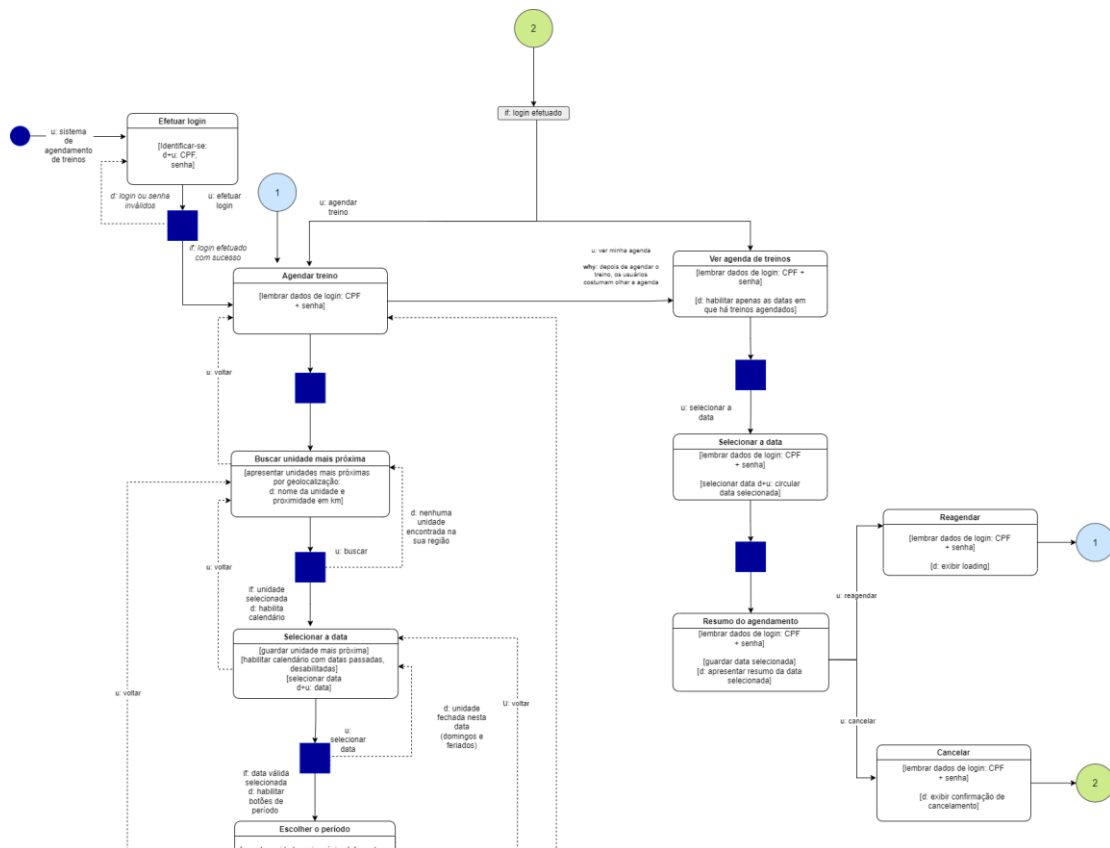 2
if: login efetuado
Efetuar login
[Identificar-se:
d+u: CPF,
senha]
u: sistema
de
agendamento
de treinos
d: login ou senha
inválidos
u: efetuar
login
1
if: login efetuado
com sucesso
u: agendar
treino
u: ver minha agenda
why: depois de agendar o
treino, os usuários
costumam olhar a agenda
Agendar treino
[lembrar dados de login: CPF
+ senha]
Ver agenda de treinos
[lembrar dados de login: CPF +
senha]
[d: habilitar apenas as datas em
que há treinos agendados]
u: voltar
u: selecionar a
data
Buscar unidade mais próxima
[apresentar unidades mais próximas
por geolocalização:
d: nome da unidade e
proximidade em km]
Selecionar a data
[lembrar dados de login: CPF
+ senha]
[selecionar data d+u: circular
data selecionada]
d: nenhuma
unidade
encontrada na
sua região
u: buscar
u: voltar
if: unidade
selecionada
d: habilita
calendário
Reagendar
[lembrar dados de login: CPF
+ senha]
[d: exibir loading]
1
u: reagendar
Selecionar a data
[guardar unidade mais próxima]
[habilitar calendário com datas passadas,
desabilitadas]
[selecionar data
d+u: data]
Resumo do agendamento
[lembrar dados de login: CPF
+ senha]
[guardar data selecionada]
[d: apresentar resumo da data
selecionada]
u: voltar
U: voltar
d: unidade
fechada nesta
data
(domingos e
feriados)
u:
selecionar
data
u: cancelar
if: data válida
selecionada
d: habilitar
botões de
período
Cancelar
[lembrar dados de login: CPF
+ senha]
[d: exibir confirmação de
cancelamento]
2
Escolher o período